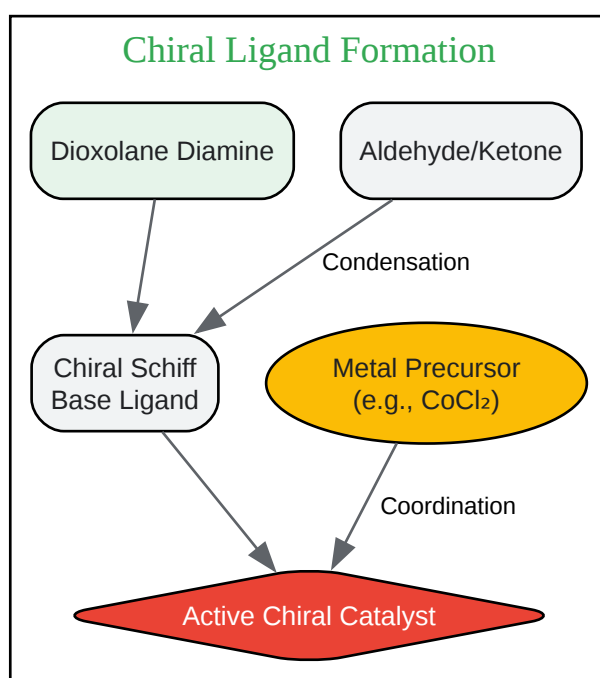 Chiral Ligand Formation
Dioxolane Diamine
Aldehyde/Ketone
Condensation
Chiral Schiff
Base Ligand
Metal Precursor
(e.g., CoCl₂)
Coordination
Active Chiral Catalyst